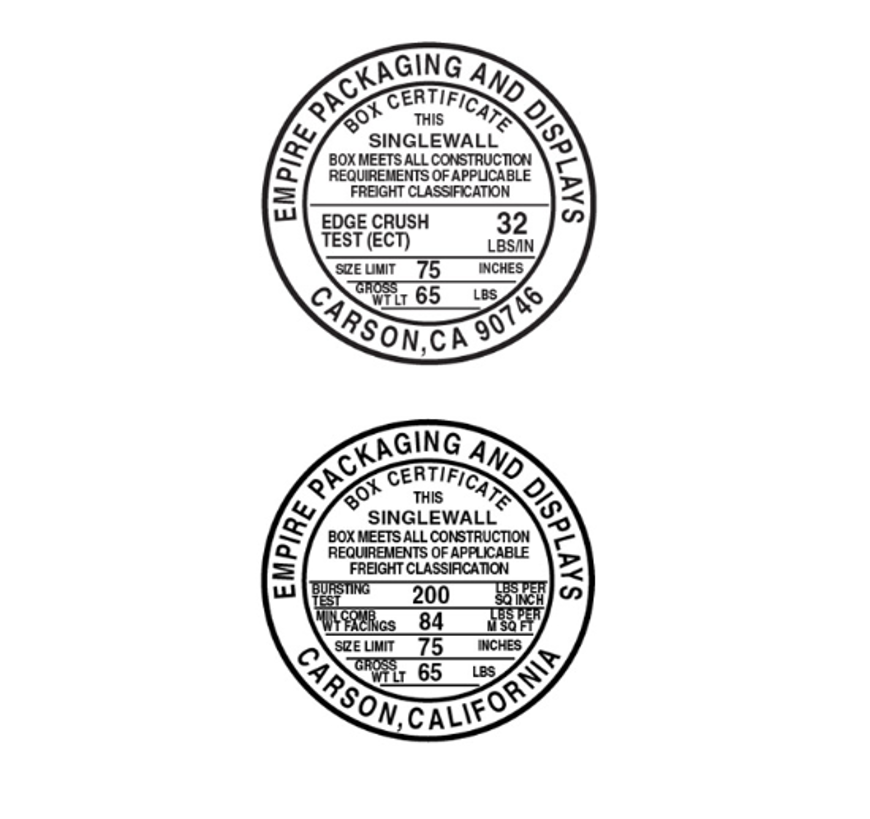 EMPIRE PACKAGING AND DISPLAYS
BOX CERTIFICATE
THIS
SINGLEWALL
BOX MEETS ALL CONSTRUCTION
REQUIREMENTS OF APPLICABLE
FREIGHT CLASSIFICATION
EDGE CRUSH
TEST (ECT)
32
LBS/IN
SIZE LIMIT 75 INCHES
GROSS
WT LT 65 LBS
CARSON,CA 90746
EMPIRE PACKAGING AND DISPLAYS
BOX CERTIFICATE
THIS
SINGLEWALL
BOX MEETS ALL CONSTRUCTION
REQUIREMENTS OF APPLICABLE
FREIGHT CLASSIFICATION
BURSTING
TEST
200
LBS PER
SQ INCH
MIN COMB
WT FACINGS
84
LBS PER
M SQ FT
SIZE LIMIT 75 INCHES
GROSS
WT LT 65 LBS
CARSON,CALIFORNIA